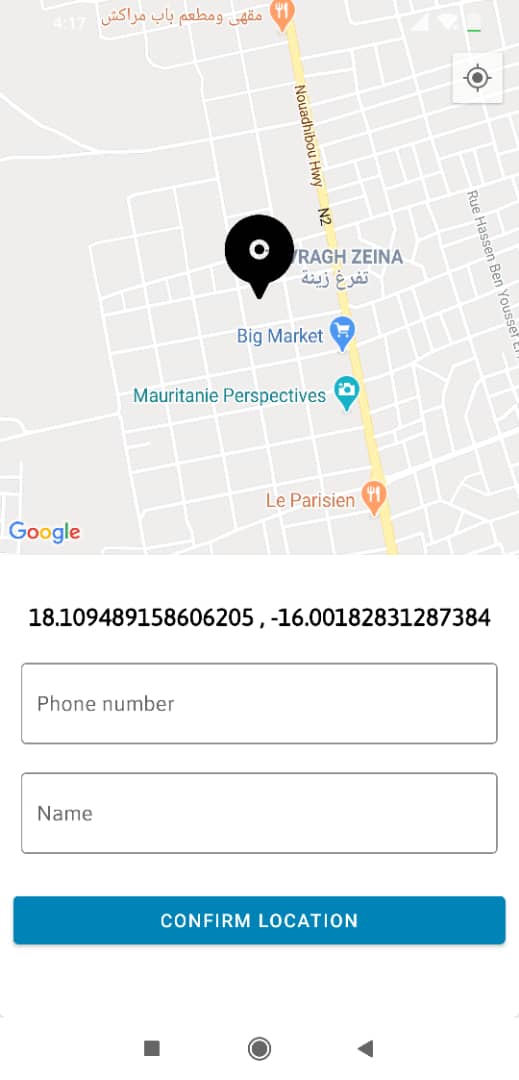 4:17
مقهى ومطعم باب مراكش
Nouadhibou Hwy
N2
Rue Hassen Ben Youssef
VRAGH ZEINA
تفرغ زينة
Big Market
Mauritanie Perspectives
Le Parisien
Google
18.109489158606205 , -16.00182831287384
Phone number
Name
CONFIRM LOCATION